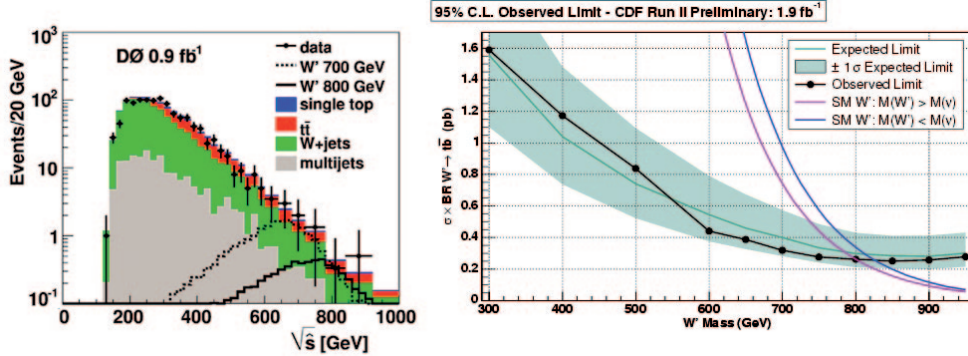 10³
10²
10
1
10⁻¹
Events/20 GeV
DØ 0.9 fb⁻¹
data
W' 700 GeV
W' 800 GeV
single top
tt̄
W+jets
multijets
0 200 400 600 800 1000
√ŝ [GeV]
95% C.L. Observed Limit - CDF Run II Preliminary: 1.9 fb⁻¹
1.6
1.4
1.2
1
0.8
0.6
0.4
0.2
0
σ × BR W'→ tb̄ (pb)
Expected Limit
± 1σ Expected Limit
Observed Limit
SM W': M(W') > M(ν)
SM W': M(W') < M(ν)
300 400 500 600 700 800 900
W' Mass (GeV)